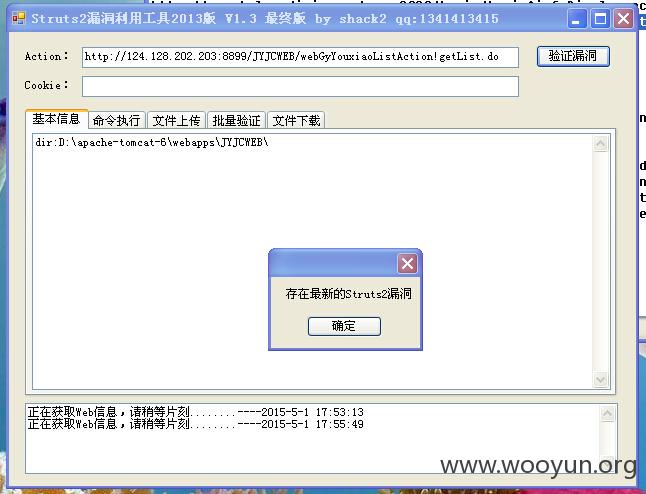 Struts2漏洞利用工具2013版 V1.3 最终版 by shack2 qq:1341413415
Action:
http://124.128.202.203:8899/JYJCWEB/webGyYouxiaoListAction!getList.do
验证漏洞
Cookie:
基本信息 命令执行 文件上传 批量验证 文件下载
dir:D:\apache-tomcat-6\webapps\JYJCWEB\
存在最新的Struts2漏洞
确定
正在获取Web信息，请稍等片刻........----2015-5-1 17:53:13
正在获取Web信息，请稍等片刻........----2015-5-1 17:55:49
www.wooyun.org